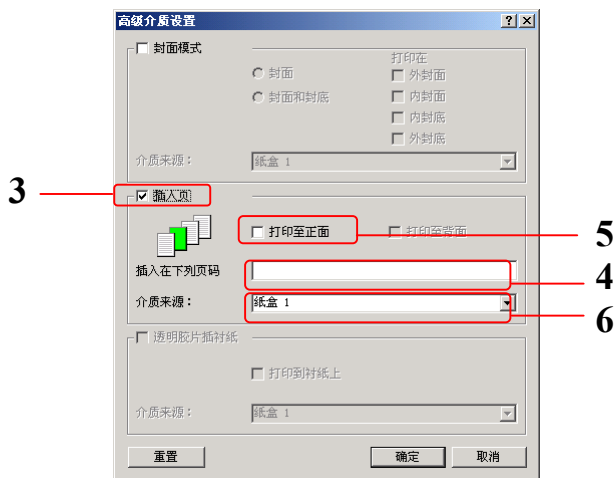 高级介质设置
封面模式
打印在
封面
外封面
封面和封底
内封面
内封底
外封底
介质来源：
纸盒 1
3
插入页
打印至正面
打印至背面
5
插入在下列页码
4
介质来源：
纸盒 1
6
透明胶片插衬纸
打印到衬纸上
介质来源：
纸盒 1
重置
确定
取消